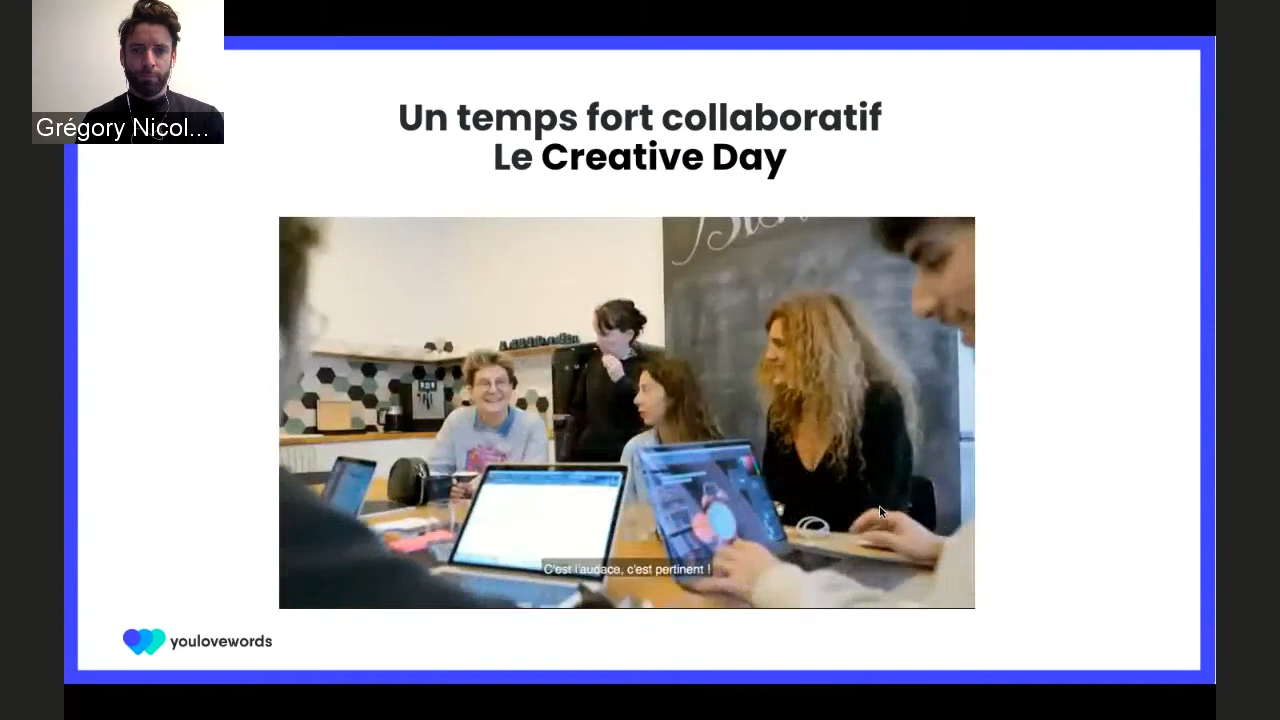 Grégory Nicol...
Un temps fort collaboratif
Le Creative Day
C'est l'audace, c'est pertinent !
youlovewords